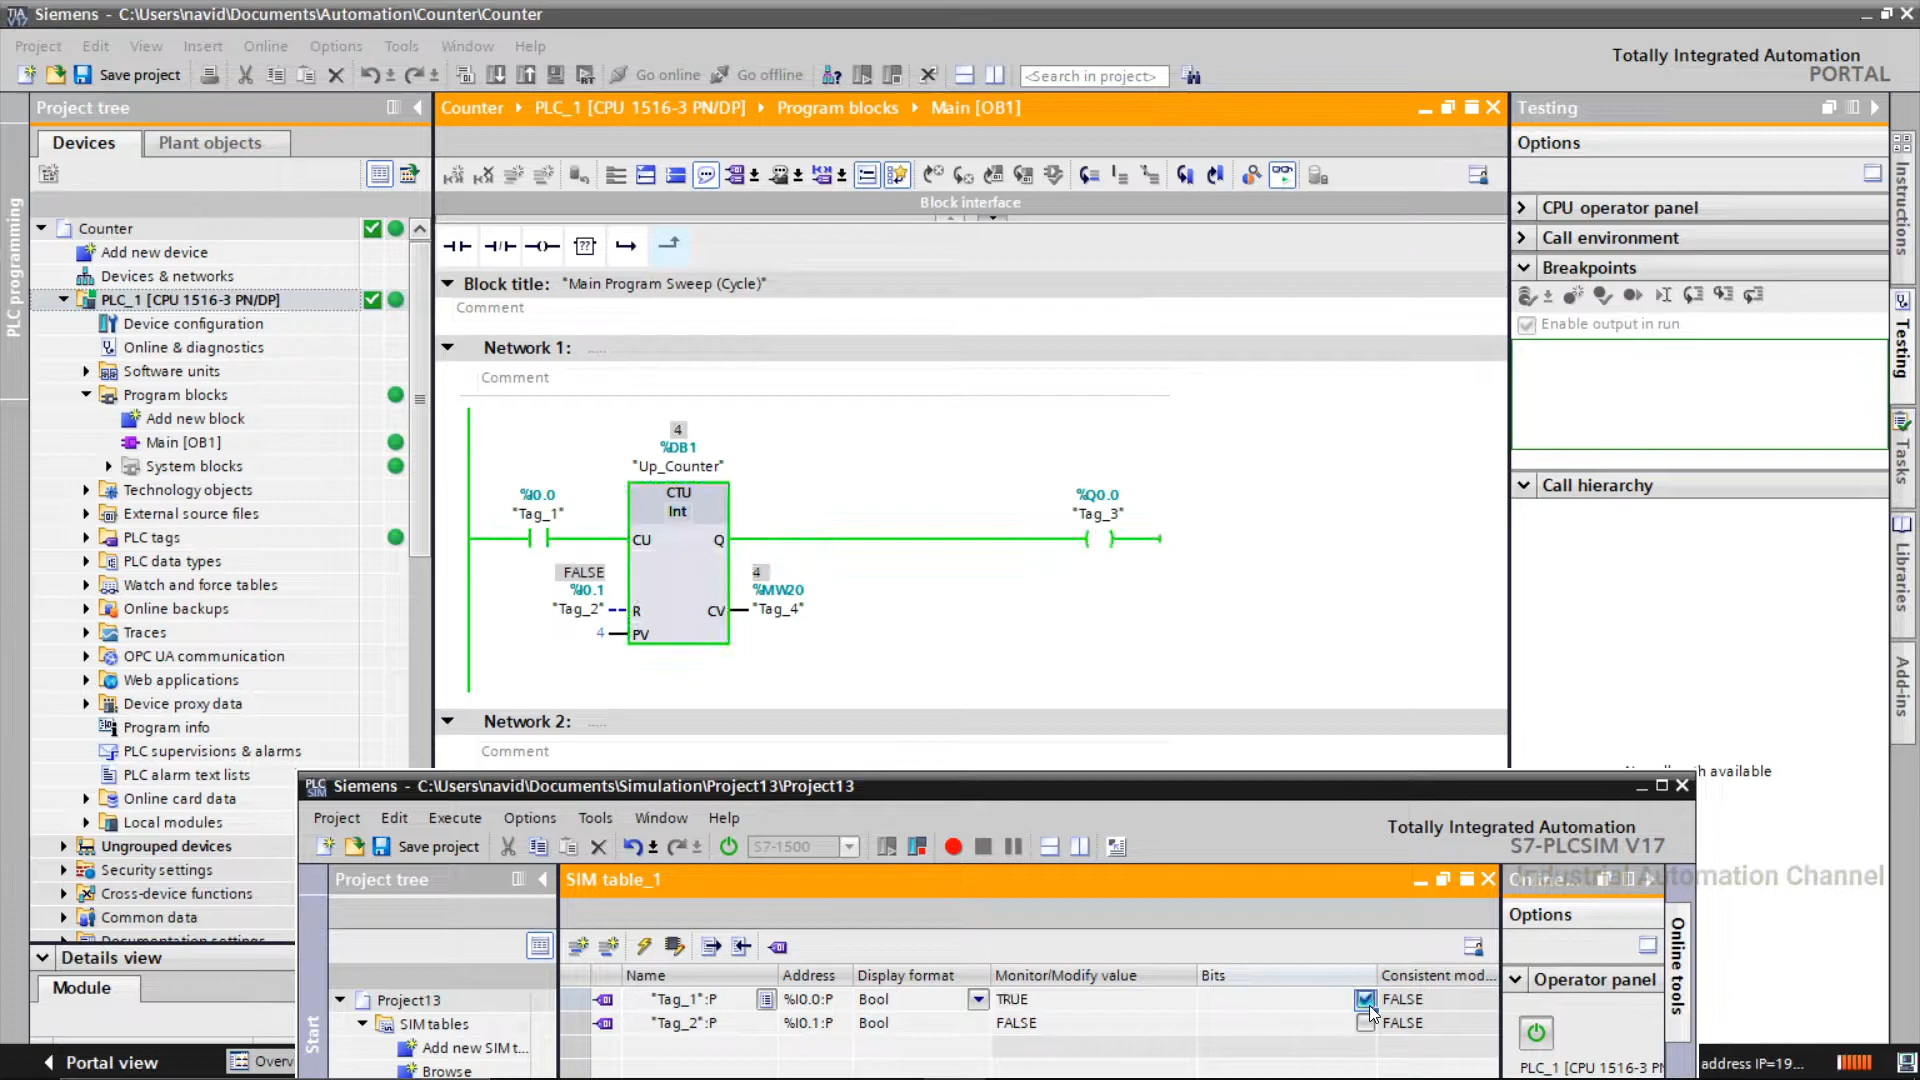 Siemens - C:\Users\navid\Documents\Automation\Counter\Counter
Project Edit View Insert Online Options Tools Window Help
Totally Integrated Automation
PORTAL
Save project
Go online
Go offline
<Search in project>
Project tree
Counter PLC_1 [CPU 1516-3 PN/DP] Program blocks Main [OB1]
Testing
Devices
Plant objects
Options
PLC programming
Block interface
CPU operator panel
Call environment
Breakpoints
Enable output in run
Call hierarchy
Instructions
Testing
Tasks
Libraries
Add-ins
Counter
Add new device
Devices & networks
PLC_1 [CPU 1516-3 PN/DP]
Device configuration
Online & diagnostics
Software units
Program blocks
Add new block
Main [OB1]
System blocks
Technology objects
External source files
PLC tags
PLC data types
Watch and force tables
Online backups
Traces
OPC UA communication
Web applications
Device proxy data
Program info
PLC supervisions & alarms
PLC alarm text lists
Online card data
Local modules
Ungrouped devices
Security settings
Cross-device functions
Common data
Documentation settings
Details view
Module
Portal view
Overv
??
Block title: "Main Program Sweep (Cycle)"
Comment
Network 1: .....
Comment
4
%DB1
"Up_Counter"
CTU
Int
%I0.0
"Tag_1"
%Q0.0
"Tag_3"
CU Q
FALSE
%I0.1
"Tag_2" R
4
%MW20
CV "Tag_4"
4 PV
Network 2: .....
Comment
available
PLC SIM
Siemens - C:\Users\navid\Documents\Simulation\Project13\Project13
Project Edit Execute Options Tools Window Help
Totally Integrated Automation
S7-PLCSIM V17
Save project
S7-1500
Project tree
SIM table_1
Industrial Automation Channel
Options
Online tools
Operator panel
Name Address Display format Monitor/Modify value Bits Consistent mod...
"Tag_1":P %I0.0:P Bool TRUE FALSE
"Tag_2":P %I0.1:P Bool FALSE FALSE
Start
Project13
SIM tables
Add new SIM t...
Browse
PLC_1 [CPU 1516-3 P
address IP=19...